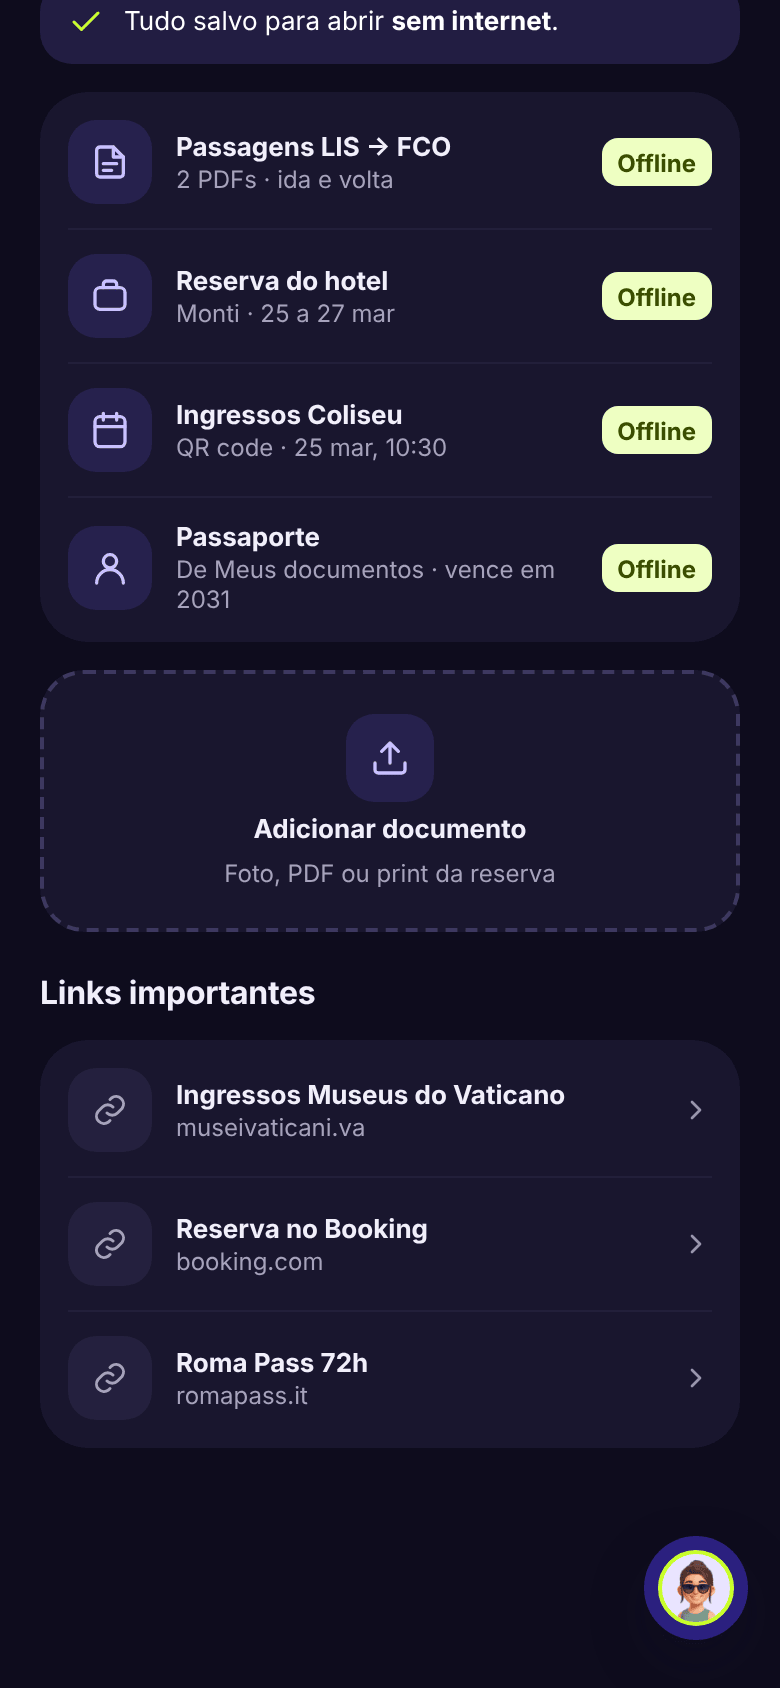 Tudo salvo para abrir sem internet.
Passagens LIS → FCO
2 PDFs · ida e volta
Offline
Reserva do hotel
Monti · 25 a 27 mar
Offline
Ingressos Coliseu
QR code · 25 mar, 10:30
Offline
Passaporte
De Meus documentos · vence em
2031
Offline
Adicionar documento
Foto, PDF ou print da reserva
Links importantes
Ingressos Museus do Vaticano
museivaticani.va
Reserva no Booking
booking.com
Roma Pass 72h
romapass.it